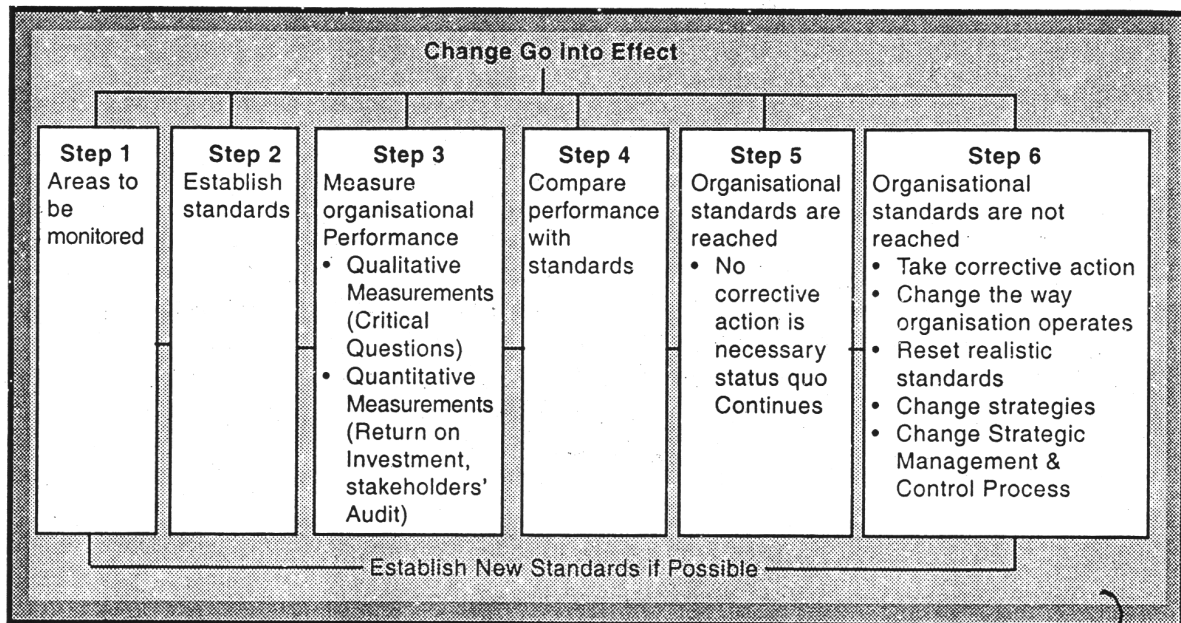 Change Go Into Effect
Step 1
Areas to
be
monitored
Step 2
Establish
standards
Step 3
Measure
organisational
Performance
• Qualitative
Measurements
(Critical
Questions)
• Quantitative
Measurements
(Return on
Investment,
stakeholders'
Audit)
Step 4
Compare
performance
with
standards
Step 5
Organisational
standards are
reached
• No
corrective
action is
necessary
status quo
Continues
Step 6
Organisational
standards are not
reached
• Take corrective action
• Change the way
organisation operates
• Reset realistic
standards
• Change strategies
• Change Strategic
Management &
Control Process
Establish New Standards if Possible